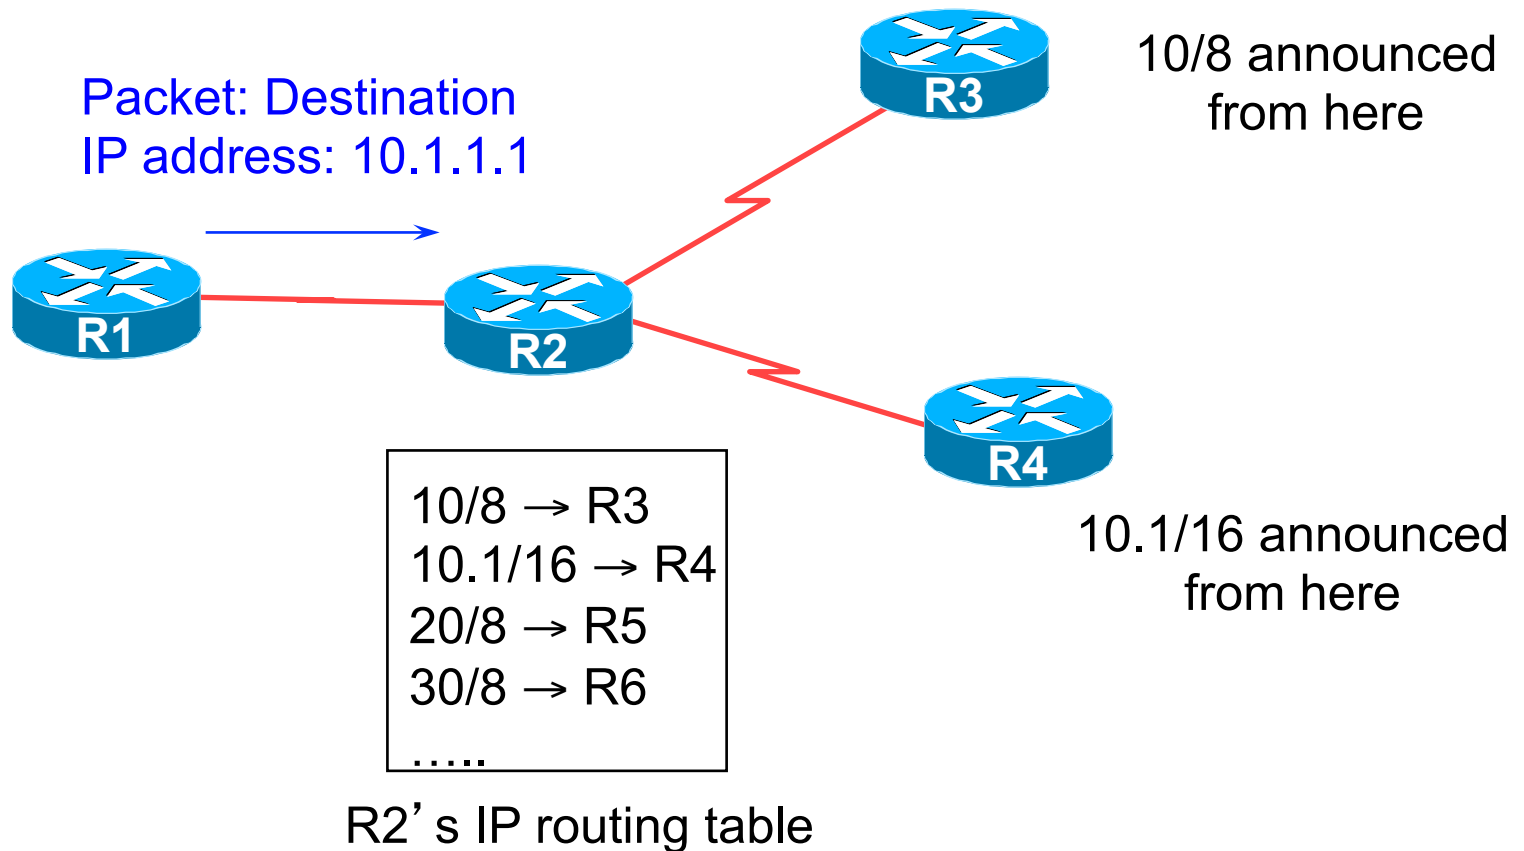 R3
10/8 announced
from here
Packet: Destination
IP address: 10.1.1.1
R1
R2
R4
10.1/16 announced
from here
10/8 → R3
10.1/16 → R4
20/8 → R5
30/8 → R6
…..
R2’s IP routing table